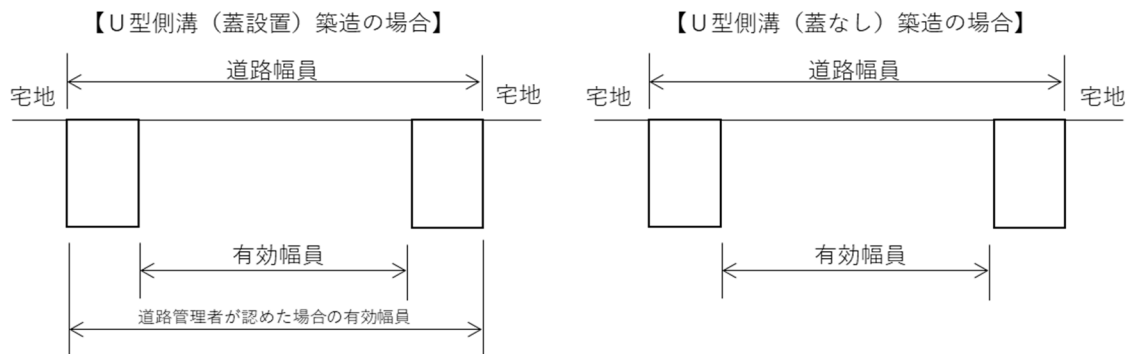 【U型側溝（蓋設置）築造の場合】
道路幅員
宅地
宅地
有効幅員
道路管理者が認めた場合の有効幅員
【U型側溝（蓋なし）築造の場合】
道路幅員
宅地
宅地
有効幅員